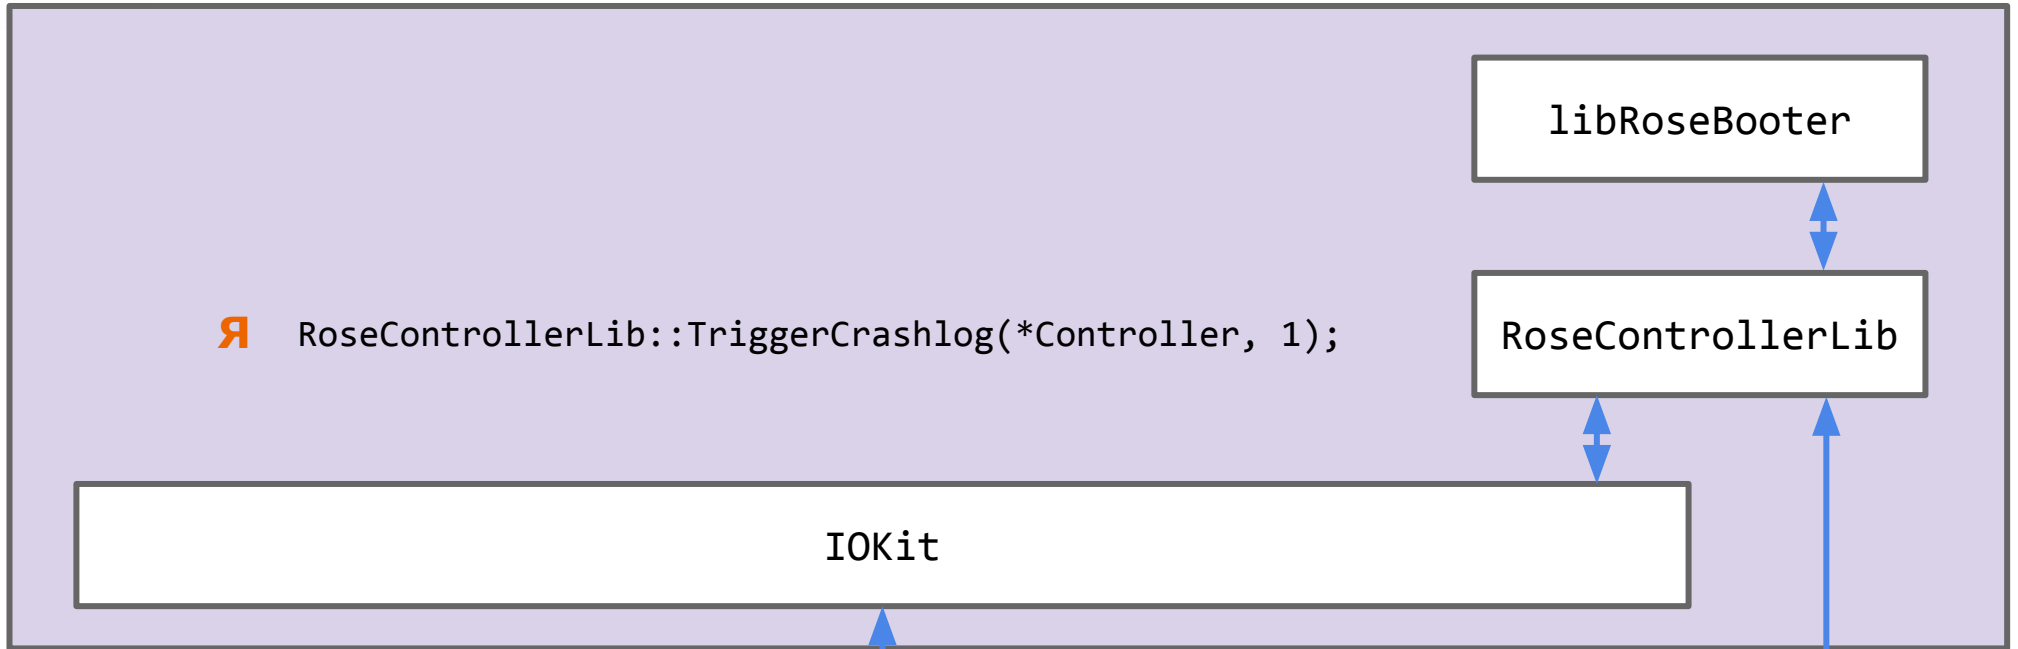 libRoseBooter
Я RoseControllerLib::TriggerCrashlog(*Controller, 1);
RoseControllerLib
IOKit